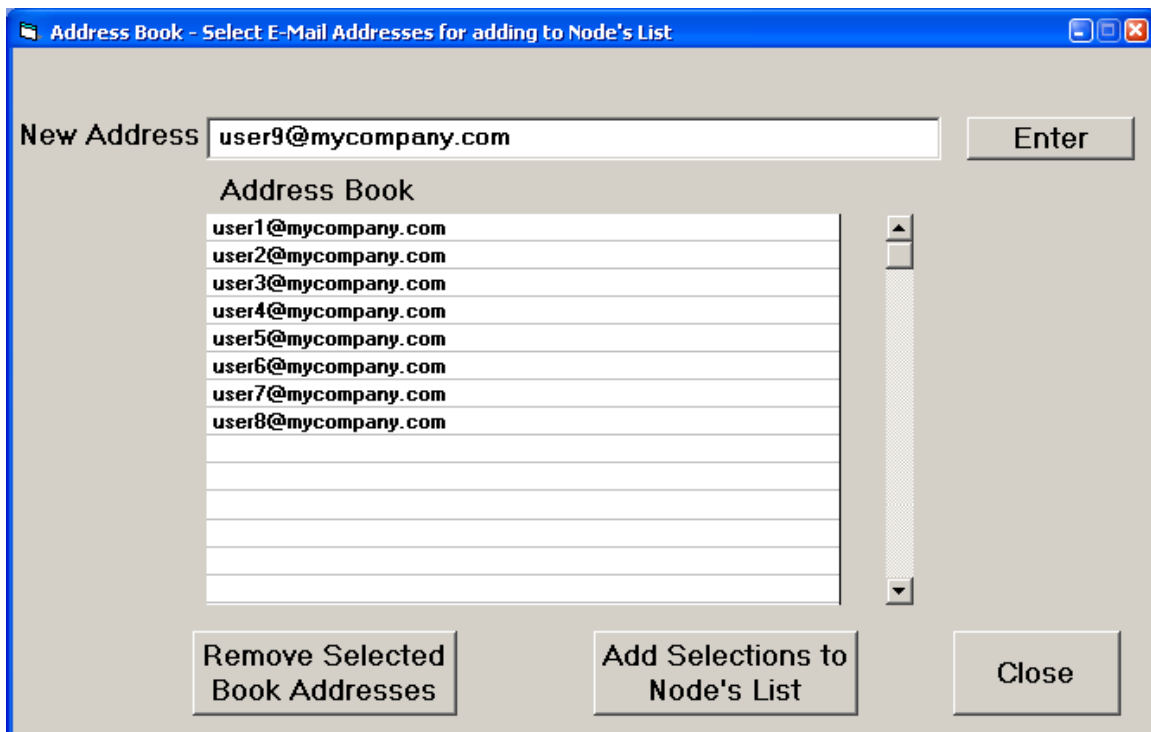 Address Book - Select E-Mail Addresses for adding to Node's List
New Address user9@mycompany.com Enter
Address Book
user1@mycompany.com
user2@mycompany.com
user3@mycompany.com
user4@mycompany.com
user5@mycompany.com
user6@mycompany.com
user7@mycompany.com
user8@mycompany.com
Remove Selected
Book Addresses
Add Selections to
Node's List
Close